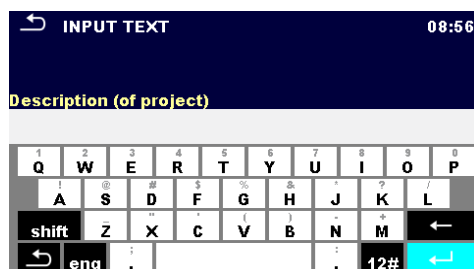 INPUT TEXT 08:56
Description (of project)
1 2 3 4 5 6 7 8 9 0
Q W E R T Y U I O P
! @ # $ % & * ? /
A S D F G H J K L
_ " ' ( ) - +
shift Z X C V B N M ←
; :
eng . . 12#